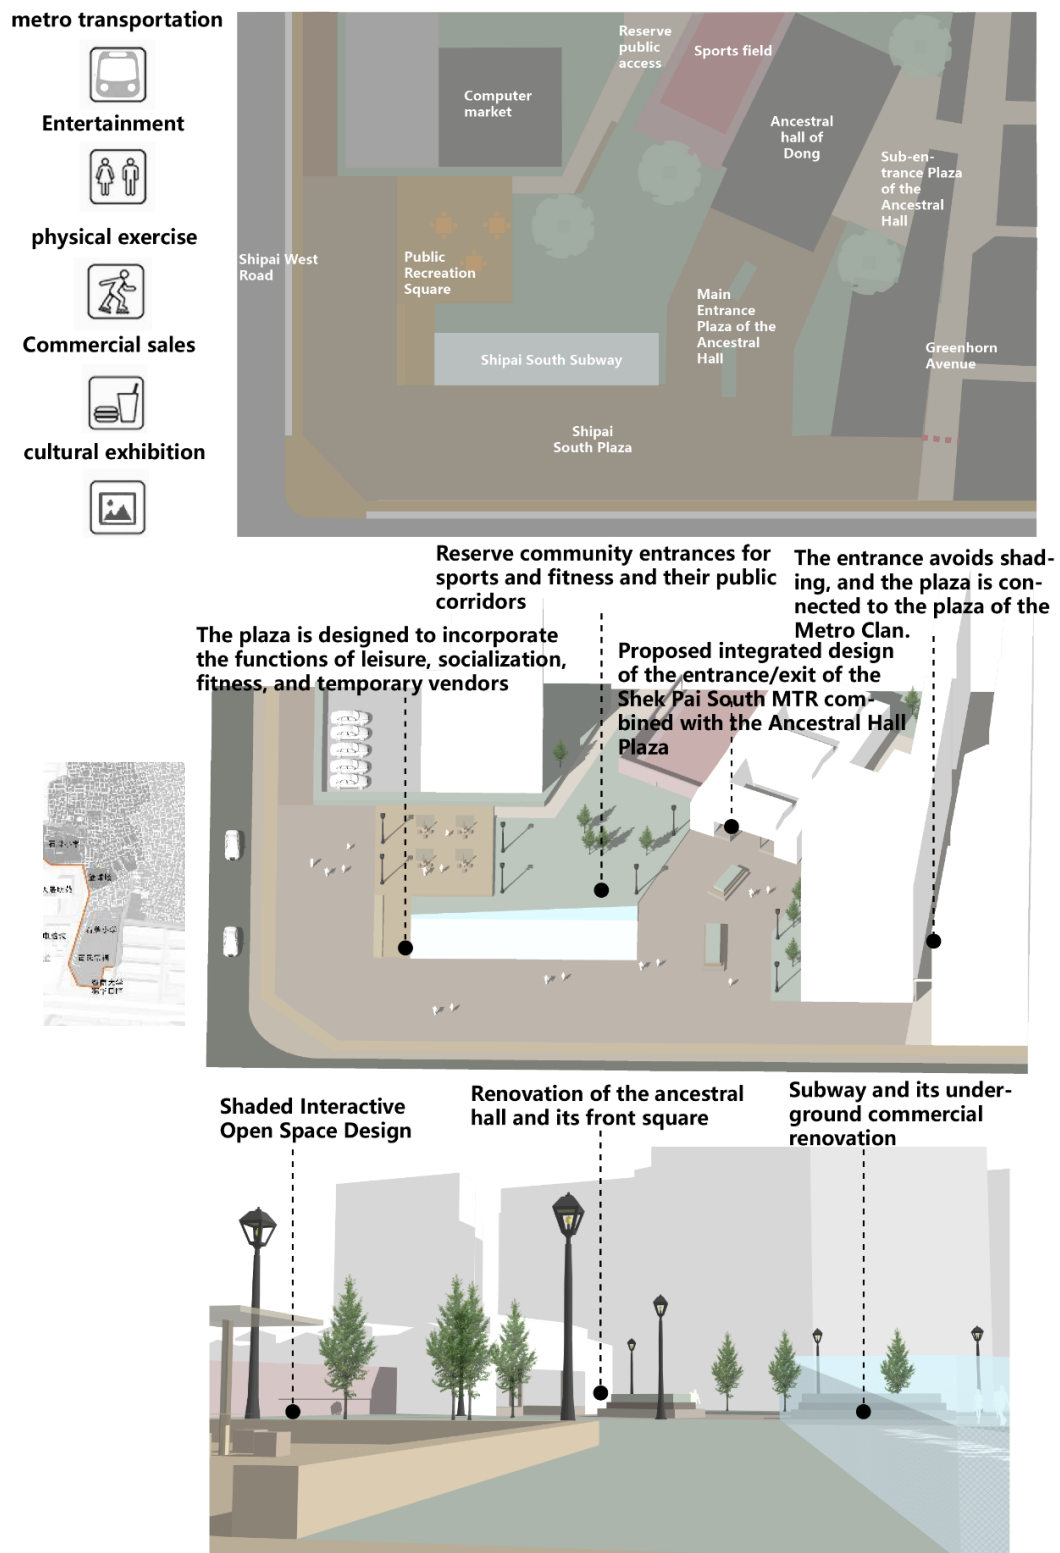 metro transportation
Entertainment
physical exercise
Commercial sales
cultural exhibition
Reserve
public
access
Sports field
Computer
market
Ancestral
hall of
Dong
Sub-en-
trance Plaza
of the
Ancestral
Hall
Shipai West
Road
Public
Recreation
Square
Main
Entrance
Plaza of the
Ancestral
Hall
Shipai South Subway
Greenhorn
Avenue
Shipai
South Plaza
Reserve community entrances for
sports and fitness and their public
corridors
The entrance avoids shad-
ing, and the plaza is con-
nected to the plaza of the
Metro Clan.
The plaza is designed to incorporate
the functions of leisure, socialization,
fitness, and temporary vendors
Proposed integrated design
of the entrance/exit of the
Shek Pai South MTR com-
bined with the Ancestral Hall
Plaza
Shaded Interactive
Open Space Design
Renovation of the ancestral
hall and its front square
Subway and its under-
ground commercial
renovation